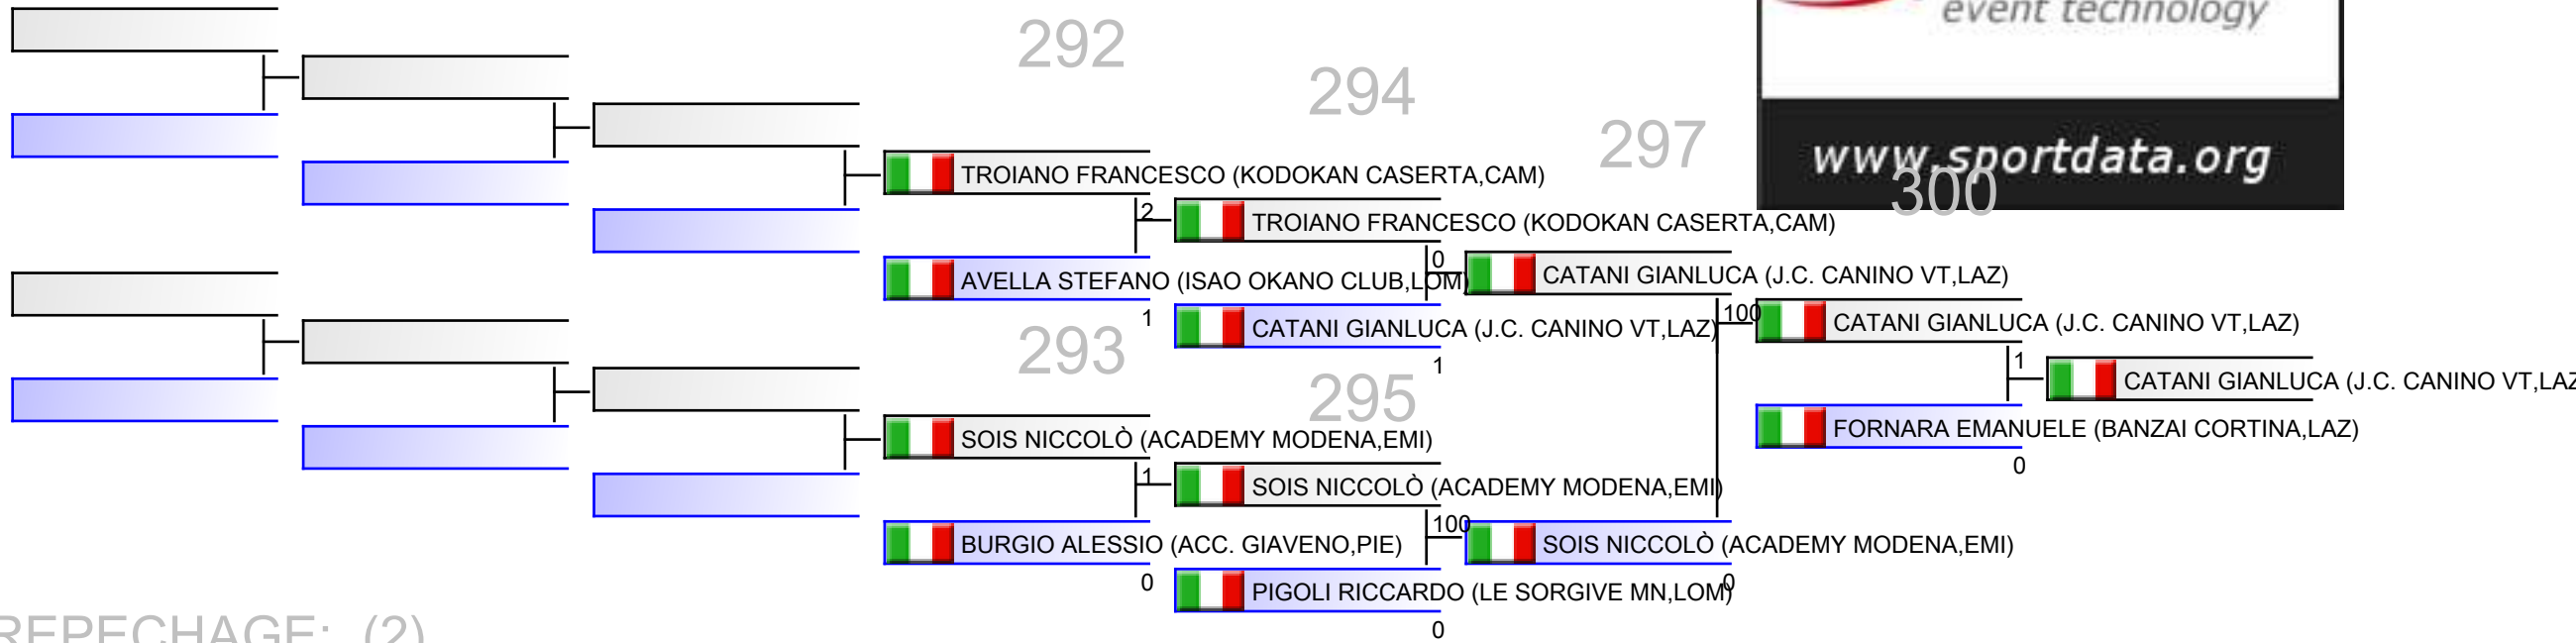 event technology
292
294
297
www.sportdata.org
300
TROIANO FRANCESCO (KODOKAN CASERTA,CAM)
2
TROIANO FRANCESCO (KODOKAN CASERTA,CAM)
0
AVELLA STEFANO (ISAO OKANO CLUB,LOM)
1
CATANI GIANLUCA (J.C. CANINO VT,LAZ)
100
CATANI GIANLUCA (J.C. CANINO VT,LAZ)
1
CATANI GIANLUCA (J.C. CANINO VT,LAZ)
1
293
295
CATANI GIANLUCA (J.C. CANINO VT,LAZ
FORNARA EMANUELE (BANZAI CORTINA,LAZ)
0
SOIS NICCOLÒ (ACADEMY MODENA,EMI)
1
SOIS NICCOLÒ (ACADEMY MODENA,EMI)
100
BURGIO ALESSIO (ACC. GIAVENO,PIE)
0
SOIS NICCOLÒ (ACADEMY MODENA,EMI)
0
PIGOLI RICCARDO (LE SORGIVE MN,LOM)
0
REPECHAGE: (2)